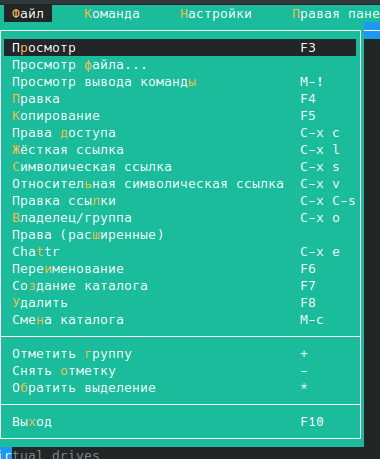 Файл Команда Настройки Правая пане
Просмотр F3
Просмотр файла...
Просмотр вывода команды M-!
Правка F4
Копирование F5
Права доступа C-x c
Жёсткая ссылка C-x l
Символическая ссылка C-x s
Относительная символическая ссылка C-x v
Правка ссылки C-x C-s
Владелец/группа C-x o
Права (расширенные)
Chattr C-x e
Переименование F6
Создание каталога F7
Удалить F8
Смена каталога M-c
Отметить группу +
Снять отметку -
Обратить выделение *
Выход F10
irtual drives